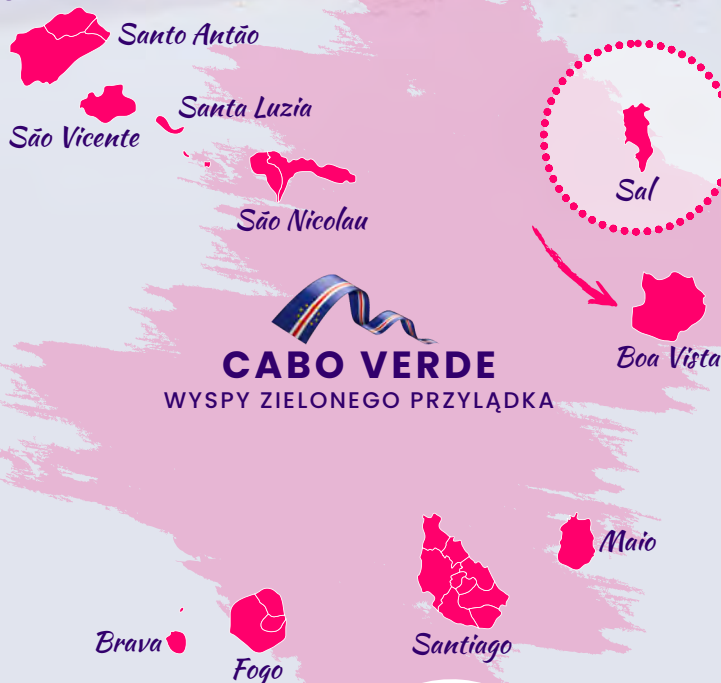 Santo Antão
Santa Luzia
São Vicente
Sal
São Nicolau
Boa Vista
CABO VERDE
WYSPY ZIELONEGO PRZYLĄDKA
Maio
Brava
Santiago
Fogo